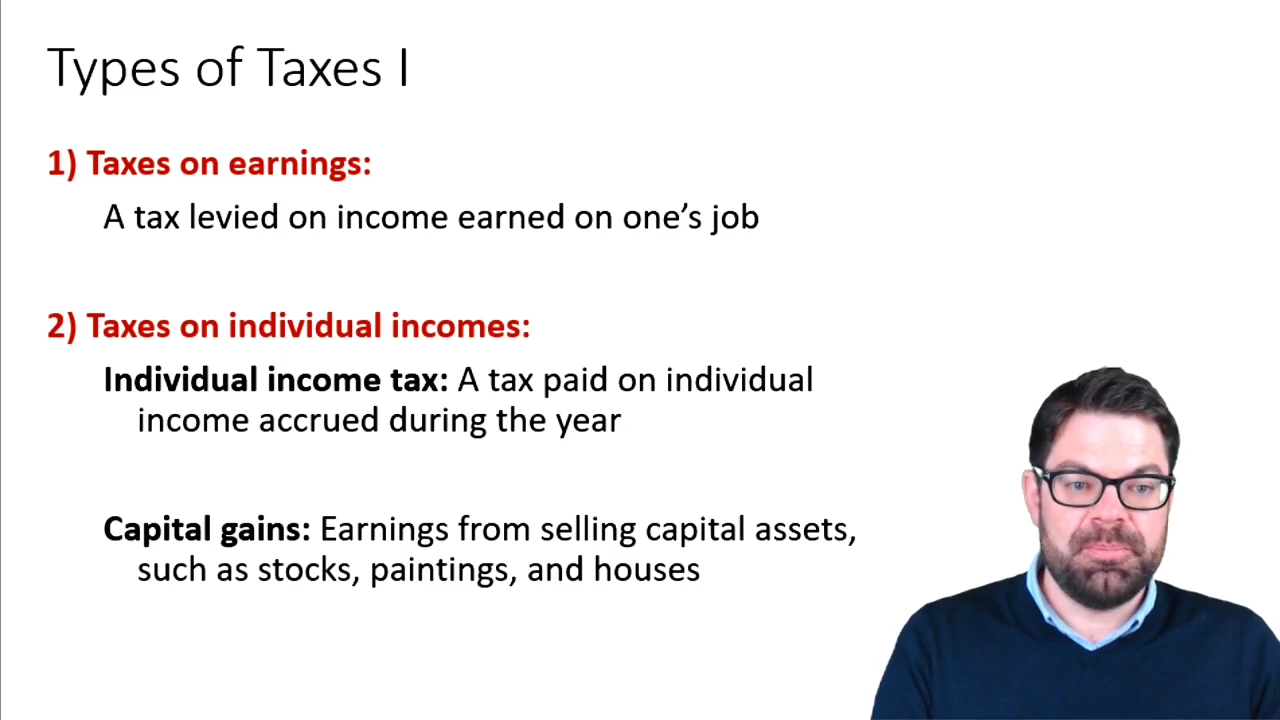 Types of Taxes I
1) Taxes on earnings:
A tax levied on income earned on one’s job
2) Taxes on individual incomes:
Individual income tax: A tax paid on individual
income accrued during the year
Capital gains: Earnings from selling capital assets,
such as stocks, paintings, and houses